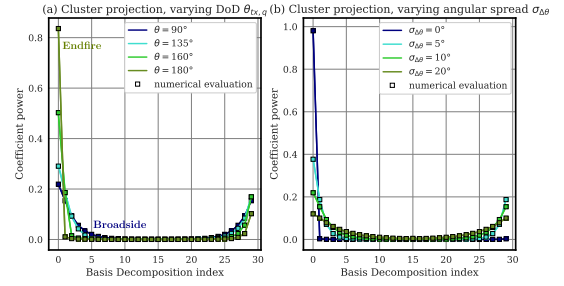 (a) Cluster projection, varying DoD θtx,q
Endfire
θ = 90°
θ = 135°
θ = 160°
θ = 180°
numerical evaluation
Broadside
Coefficient power
0.8
0.6
0.4
0.2
0.0
0 5 10 15 20 25 30
Basis Decomposition index
(b) Cluster projection, varying angular spread σΔθ
σΔθ = 0°
σΔθ = 5°
σΔθ = 10°
σΔθ = 20°
numerical evaluation
Coefficient power
1.0
0.8
0.6
0.4
0.2
0.0
0 5 10 15 20 25 30
Basis Decomposition index